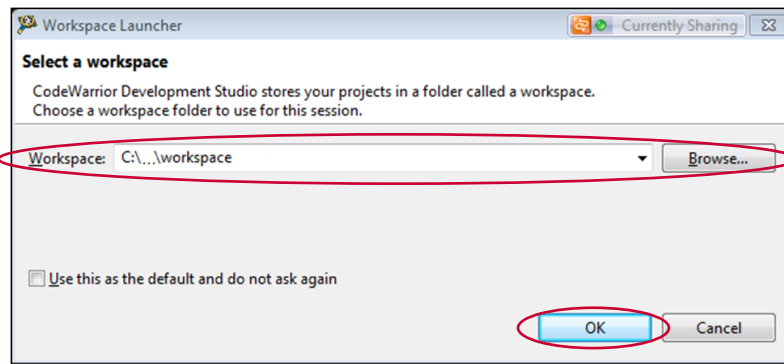 Workspace Launcher
Currently Sharing
Select a workspace
CodeWarrior Development Studio stores your projects in a folder called a workspace.
Choose a workspace folder to use for this session.
Workspace: C:\...\workspace Browse...
Use this as the default and do not ask again
OK Cancel